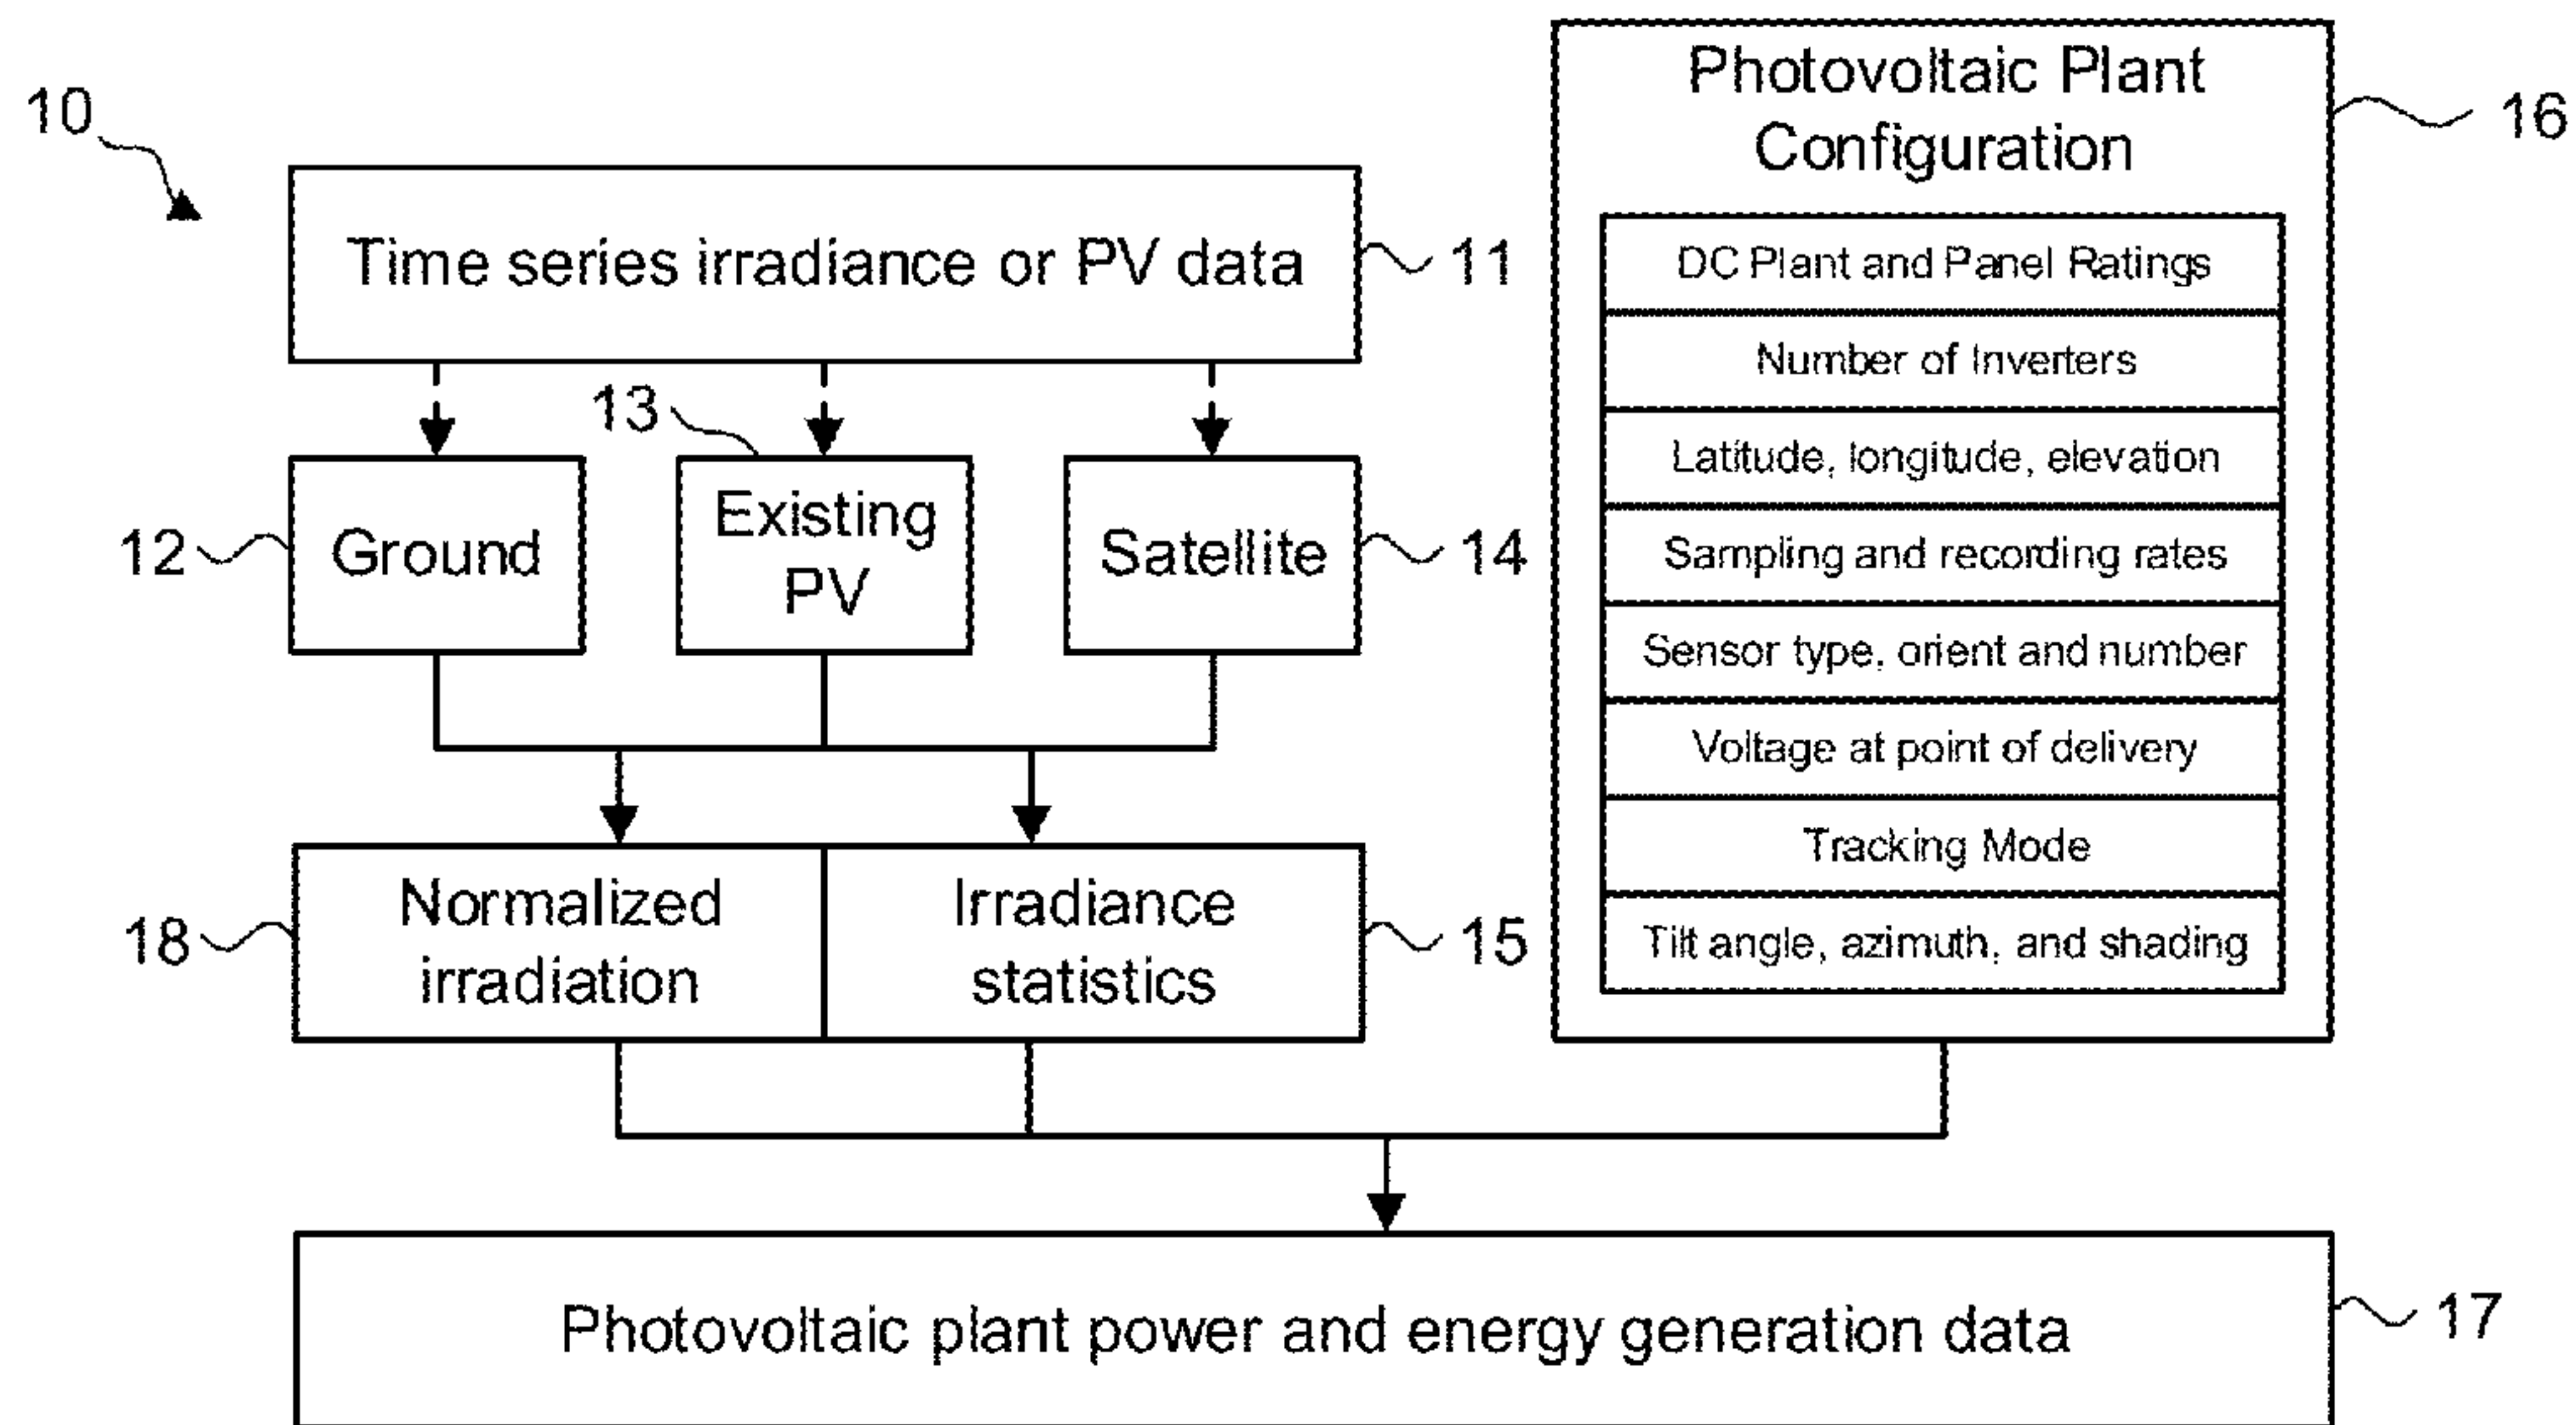 10
Time series irradiance or PV data
11
13
12
Ground
Existing
PV
Satellite
14
18
Normalized
irradiation
Irradiance
statistics
15
Photovoltaic Plant
Configuration
16
DC Plant and Panel Ratings
Number of Inverters
Latitude, longitude, elevation
Sampling and recording rates
Sensor type, orient and number
Voltage at point of delivery
Tracking Mode
Tilt angle, azimuth, and shading
Photovoltaic plant power and energy generation data
17